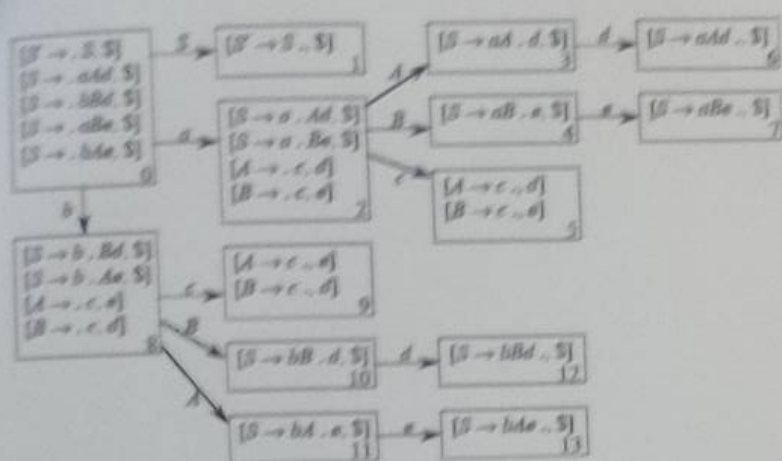 [S' → . S, $]
[S → . aAd, $]
[S → . bBd, $]
[S → . aBe, $]
[S → . bAe, $]
0
S
[S' → S ., $]
1
a
[S → a . Ad, $]
[S → a . Be, $]
[A → . c, d]
[B → . c, e]
2
A
[S → aA . d, $]
3
d
[S → aAd ., $]
6
B
[S → aB . e, $]
4
e
[S → aBe ., $]
7
c
[A → c ., d]
[B → c ., e]
5
b
[S → b . Bd, $]
[S → b . Ae, $]
[A → . c, e]
[B → . c, d]
8
c
[A → c ., e]
[B → c ., d]
9
B
[S → bB . d, $]
10
d
[S → bBd ., $]
12
A
[S → bA . e, $]
11
e
[S → bAe ., $]
13